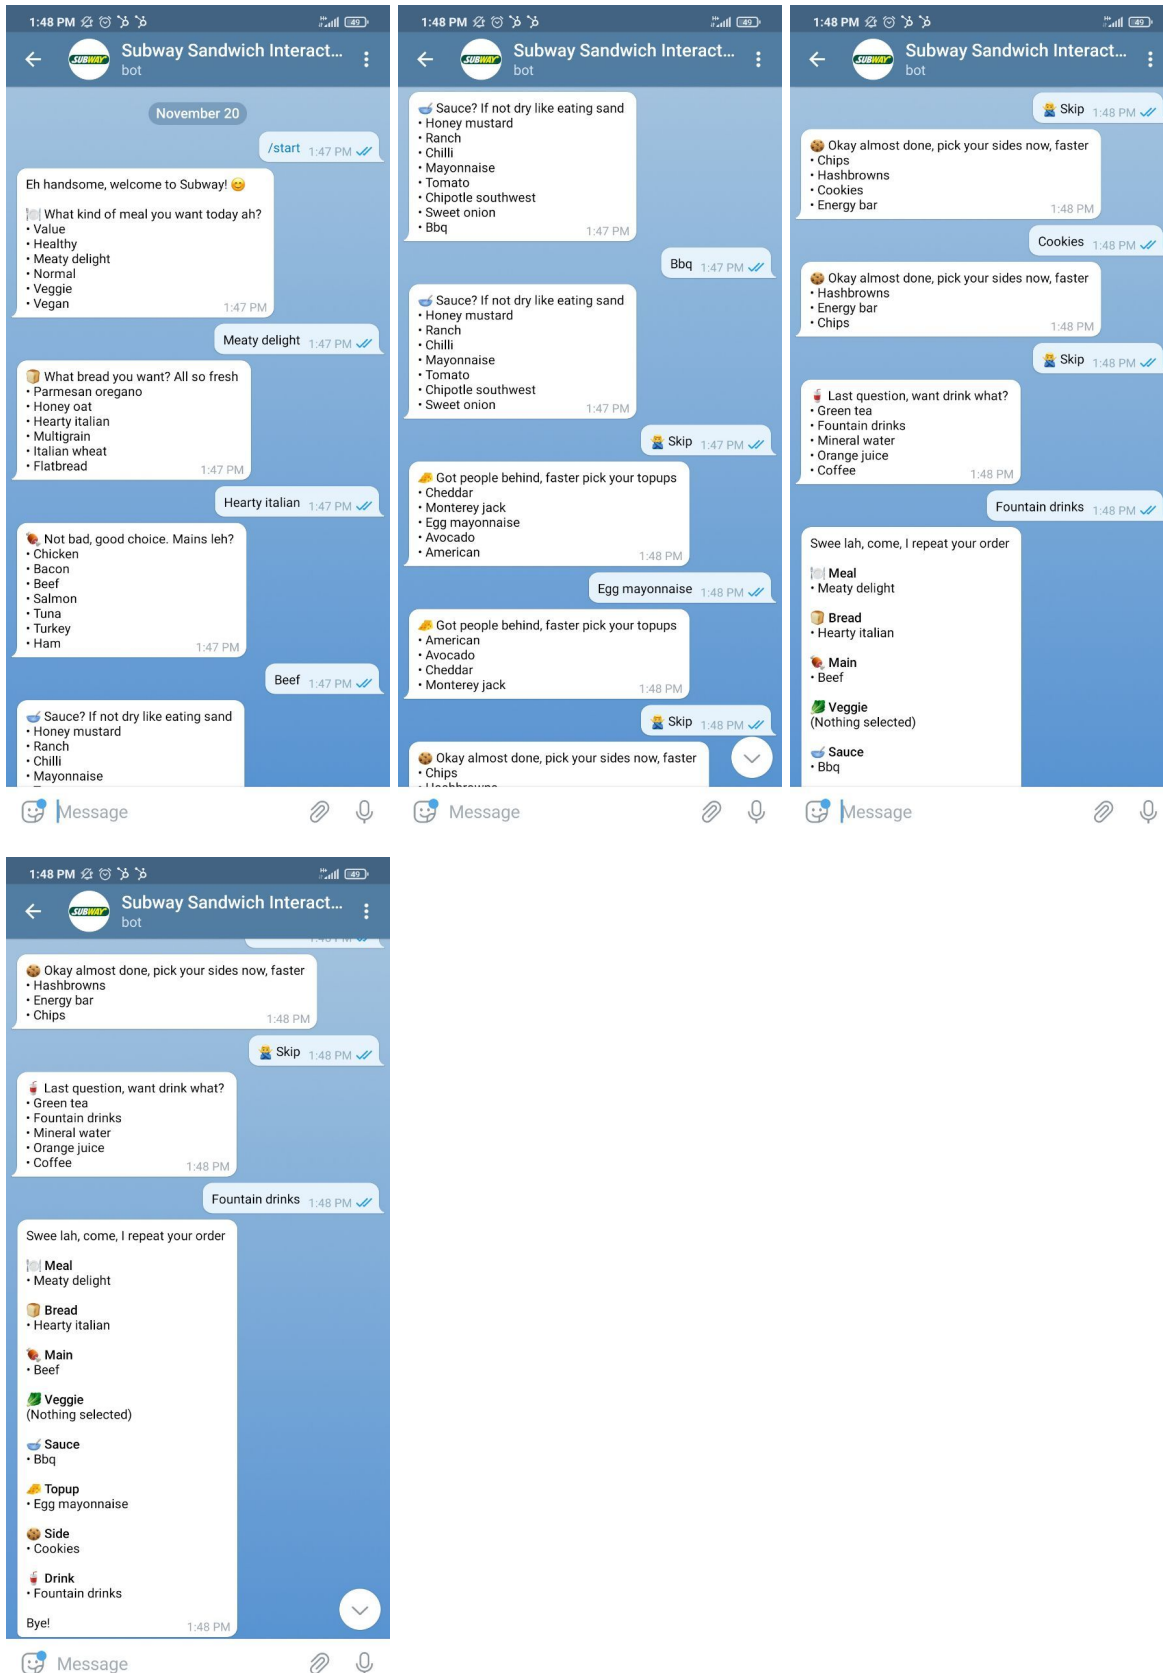 1:48 PM
49
SUBWAY
Subway Sandwich Interact...
bot
November 20
/start 1:47 PM
Eh handsome, welcome to Subway! 😊
🍽 What kind of meal you want today ah?
• Value
• Healthy
• Meaty delight
• Normal
• Veggie
• Vegan
1:47 PM
Meaty delight 1:47 PM
🍞 What bread you want? All so fresh
• Parmesan oregano
• Honey oat
• Hearty italian
• Multigrain
• Italian wheat
• Flatbread
1:47 PM
Hearty italian 1:47 PM
🍖 Not bad, good choice. Mains leh?
• Chicken
• Bacon
• Beef
• Salmon
• Tuna
• Turkey
• Ham
1:47 PM
Beef 1:47 PM
🥣 Sauce? If not dry like eating sand
• Honey mustard
• Ranch
• Chilli
• Mayonnaise
Message
1:48 PM
49
SUBWAY
Subway Sandwich Interact...
bot
🥣 Sauce? If not dry like eating sand
• Honey mustard
• Ranch
• Chilli
• Mayonnaise
• Tomato
• Chipotle southwest
• Sweet onion
• Bbq
1:47 PM
Bbq 1:47 PM
🥣 Sauce? If not dry like eating sand
• Honey mustard
• Ranch
• Chilli
• Mayonnaise
• Tomato
• Chipotle southwest
• Sweet onion
1:47 PM
Skip 1:47 PM
🧀 Got people behind, faster pick your topups
• Cheddar
• Monterey jack
• Egg mayonnaise
• Avocado
• American
1:48 PM
Egg mayonnaise 1:48 PM
🧀 Got people behind, faster pick your topups
• American
• Avocado
• Cheddar
• Monterey jack
1:48 PM
Skip 1:48 PM
🍪 Okay almost done, pick your sides now, faster
• Chips
• Hashbrowns
Message
1:48 PM
49
SUBWAY
Subway Sandwich Interact...
bot
Skip 1:48 PM
🍪 Okay almost done, pick your sides now, faster
• Chips
• Hashbrowns
• Cookies
• Energy bar
1:48 PM
Cookies 1:48 PM
🍪 Okay almost done, pick your sides now, faster
• Hashbrowns
• Energy bar
• Chips
1:48 PM
Skip 1:48 PM
🥤 Last question, want drink what?
• Green tea
• Fountain drinks
• Mineral water
• Orange juice
• Coffee
1:48 PM
Fountain drinks 1:48 PM
Swee lah, come, I repeat your order
🍽 Meal
• Meaty delight
🍞 Bread
• Hearty italian
🍖 Main
• Beef
🥬 Veggie
(Nothing selected)
🥣 Sauce
• Bbq
Message
1:48 PM
49
SUBWAY
Subway Sandwich Interact...
bot
1:48 PM
🍪 Okay almost done, pick your sides now, faster
• Hashbrowns
• Energy bar
• Chips
1:48 PM
Skip 1:48 PM
🥤 Last question, want drink what?
• Green tea
• Fountain drinks
• Mineral water
• Orange juice
• Coffee
1:48 PM
Fountain drinks 1:48 PM
Swee lah, come, I repeat your order
🍽 Meal
• Meaty delight
🍞 Bread
• Hearty italian
🍖 Main
• Beef
🥬 Veggie
(Nothing selected)
🥣 Sauce
• Bbq
🧀 Topup
• Egg mayonnaise
🍪 Side
• Cookies
🥤 Drink
• Fountain drinks
Bye!
1:48 PM
Message